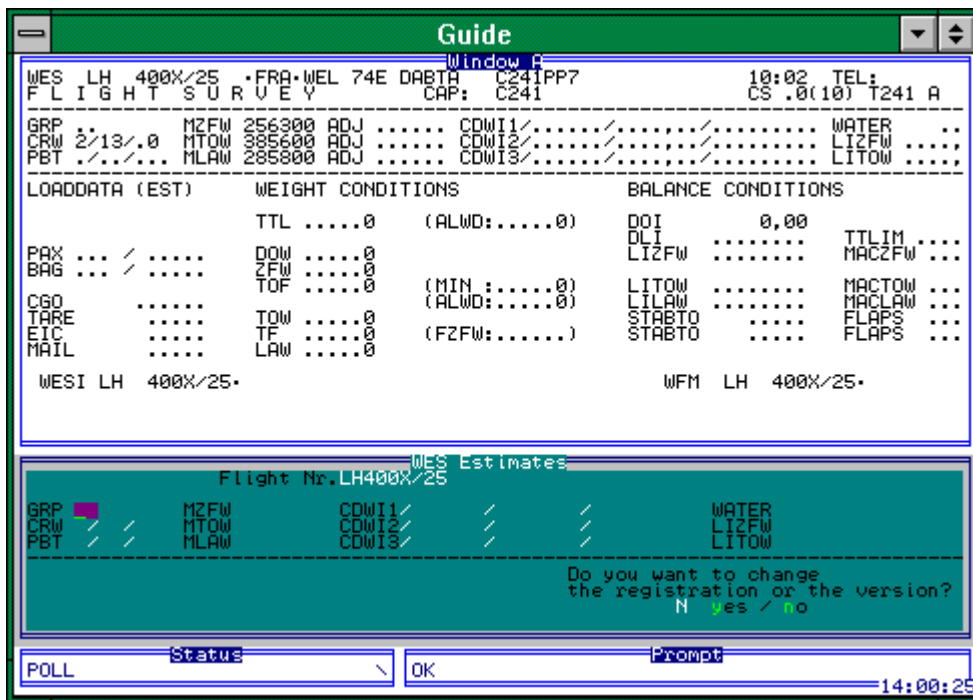 Guide
Window A
WES LH 400X/25 ·FRA·WEL 74E DABTA C241PP7 10:02 TEL:
F L I G H T S U R V E Y CAP: C241 CS .0(10) T241 A
GRP .. MZFW 256300 ADJ ...... CDWI1/....../....,../......... WATER ..
CRW 2/13/.0 MTOW 385600 ADJ ...... CDWI2/....../....,../......... LIZFW ....,
PBT ./../... MLAW 285800 ADJ ...... CDWI3/....../....,../......... LITOW ....,
LOADDATA (EST) WEIGHT CONDITIONS BALANCE CONDITIONS
TTL .....0 (ALWD:.....0) DOI 0,00
DLI ........ TTLIM ....
PAX ... / ..... DOW .....0 LIZFW ........ MACZFW ...
BAG ... / ..... ZFW .....0
TOF .....0 (MIN :.....0) LITOW ........ MACTOW ...
CGO ...... (ALWD:.....0) LILAW ........ MACLAW ...
TARE ..... TOW .....0 STABTO ..... FLAPS ...
EIC ..... TF .....0 (FZFW:......) STABTO ..... FLAPS ...
MAIL ..... LAW .....0
WESI LH 400X/25· WFM LH 400X/25·
WES Estimates
Flight Nr.LH400X/25
GRP MZFW CDWI1/ / / WATER
CRW / / MTOW CDWI2/ / / LIZFW
PBT / / MLAW CDWI3/ / / LITOW
Do you want to change
the registration or the version?
N yes / no
Status
Prompt
POLL \ OK
14:00:25